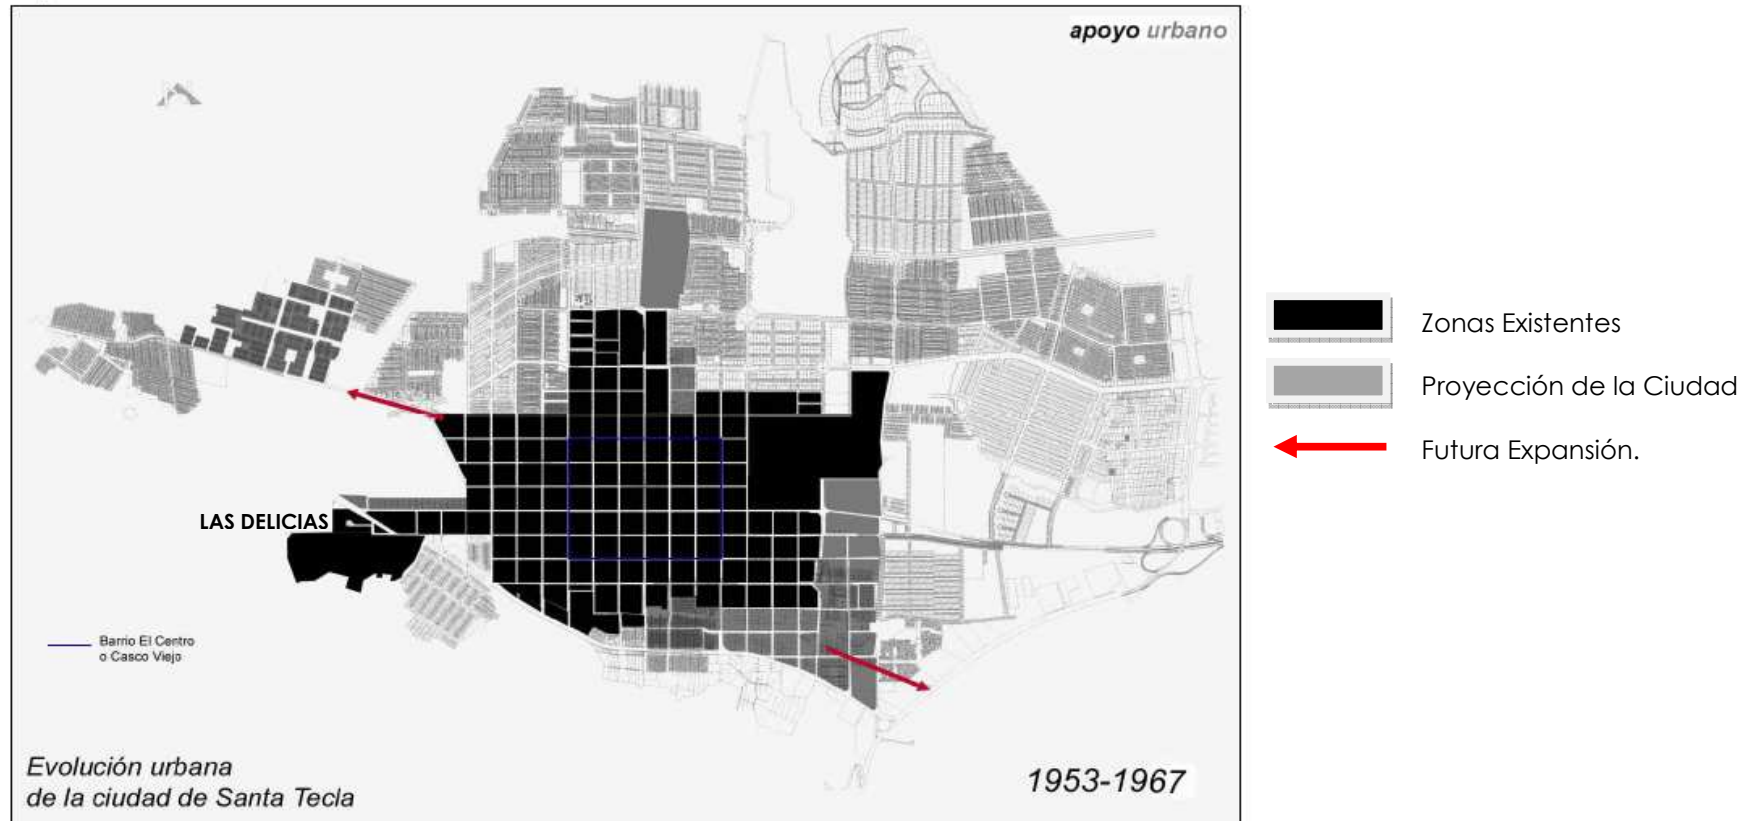 apoyo urbano
Zonas Existentes
Proyección de la Ciudad
Futura Expansión.
LAS DELICIAS
Barrio El Centro
o Casco Viejo
Evolución urbana
de la ciudad de Santa Tecla
1953-1967